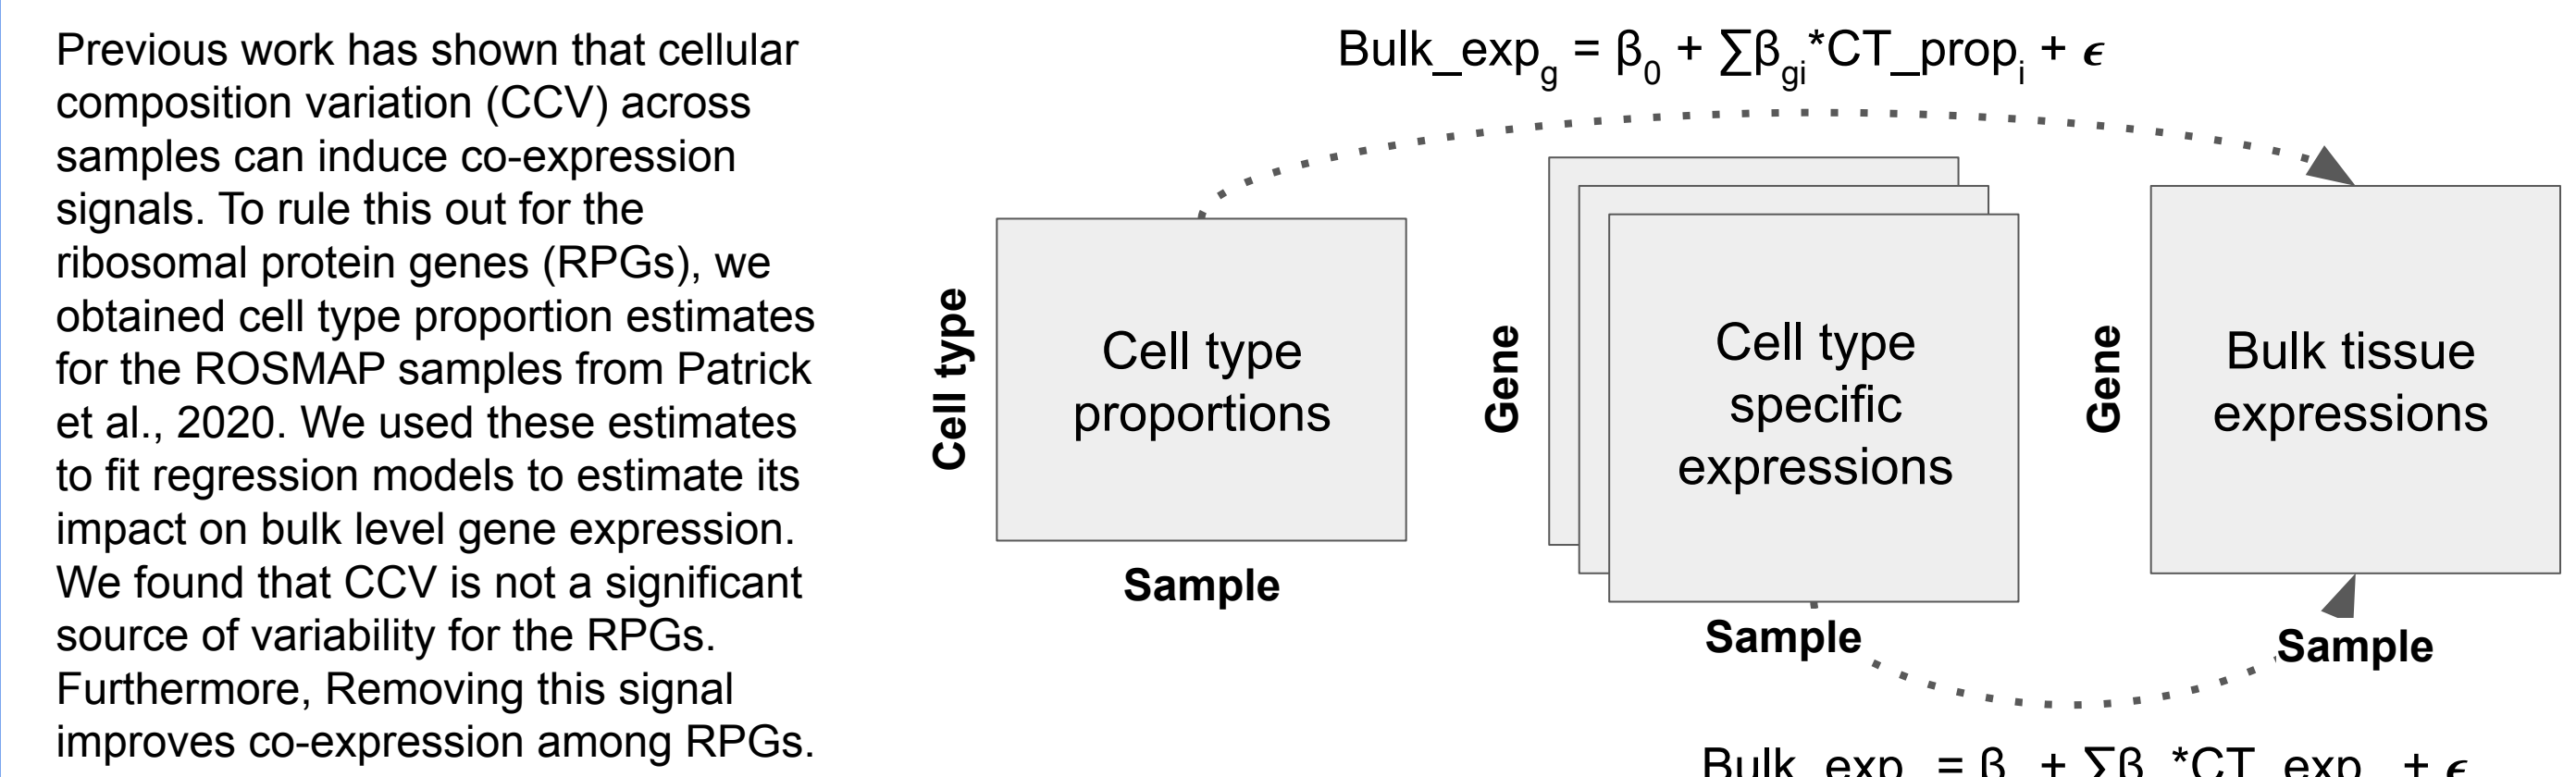 Previous work has shown that cellular
composition variation (CCV) across
samples can induce co-expression
signals. To rule this out for the
ribosomal protein genes (RPGs), we
obtained cell type proportion estimates
for the ROSMAP samples from Patrick
et al., 2020. We used these estimates
to fit regression models to estimate its
impact on bulk level gene expression.
We found that CCV is not a significant
source of variability for the RPGs.
Furthermore, Removing this signal
improves co-expression among RPGs.
Bulk_exp_g = β_0 + ∑β_gi*CT_prop_i + ϵ
Cell type
Cell type
proportions
Sample
Gene
Cell type
specific
expressions
Sample
Gene
Bulk tissue
expressions
Sample
Bulk exp = β + ∑β *CT exp + ϵ